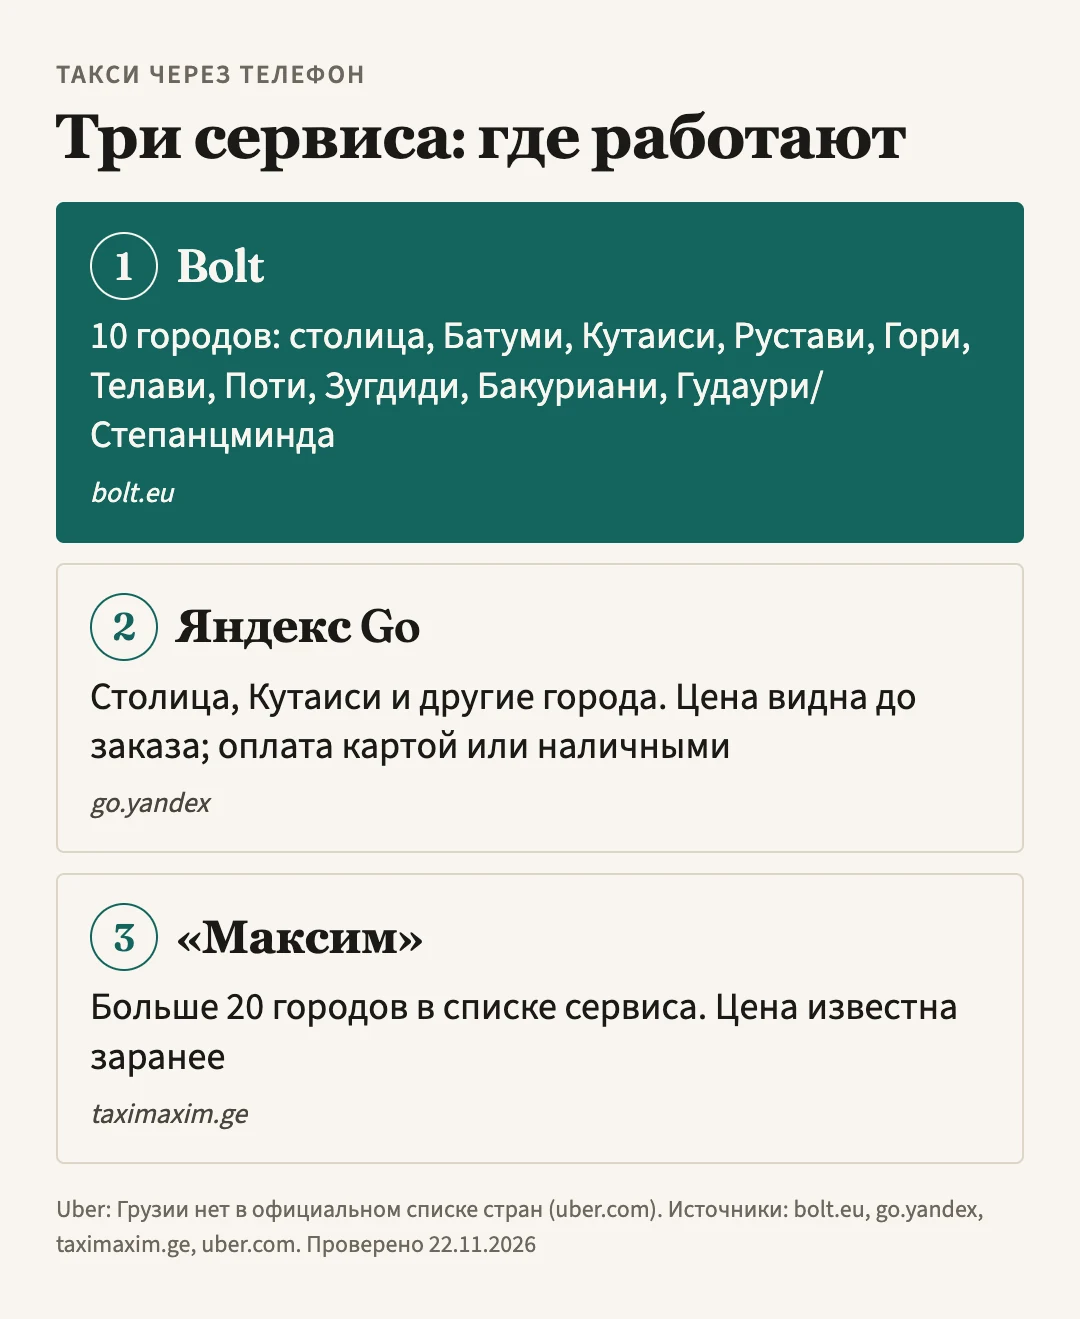 ТАКСИ ЧЕРЕЗ ТЕЛЕФОН
Три сервиса: где работают
1 Bolt
10 городов: столица, Батуми, Кутаиси, Рустави, Гори,
Телави, Поти, Зугдиди, Бакуриани, Гудаури/
Степанцминда
bolt.eu
2 Яндекс Go
Столица, Кутаиси и другие города. Цена видна до
заказа; оплата картой или наличными
go.yandex
3 «Максим»
Больше 20 городов в списке сервиса. Цена известна
заранее
taximaxim.ge
Uber: Грузии нет в официальном списке стран (uber.com). Источники: bolt.eu, go.yandex,
taximaxim.ge, uber.com. Проверено 22.11.2026